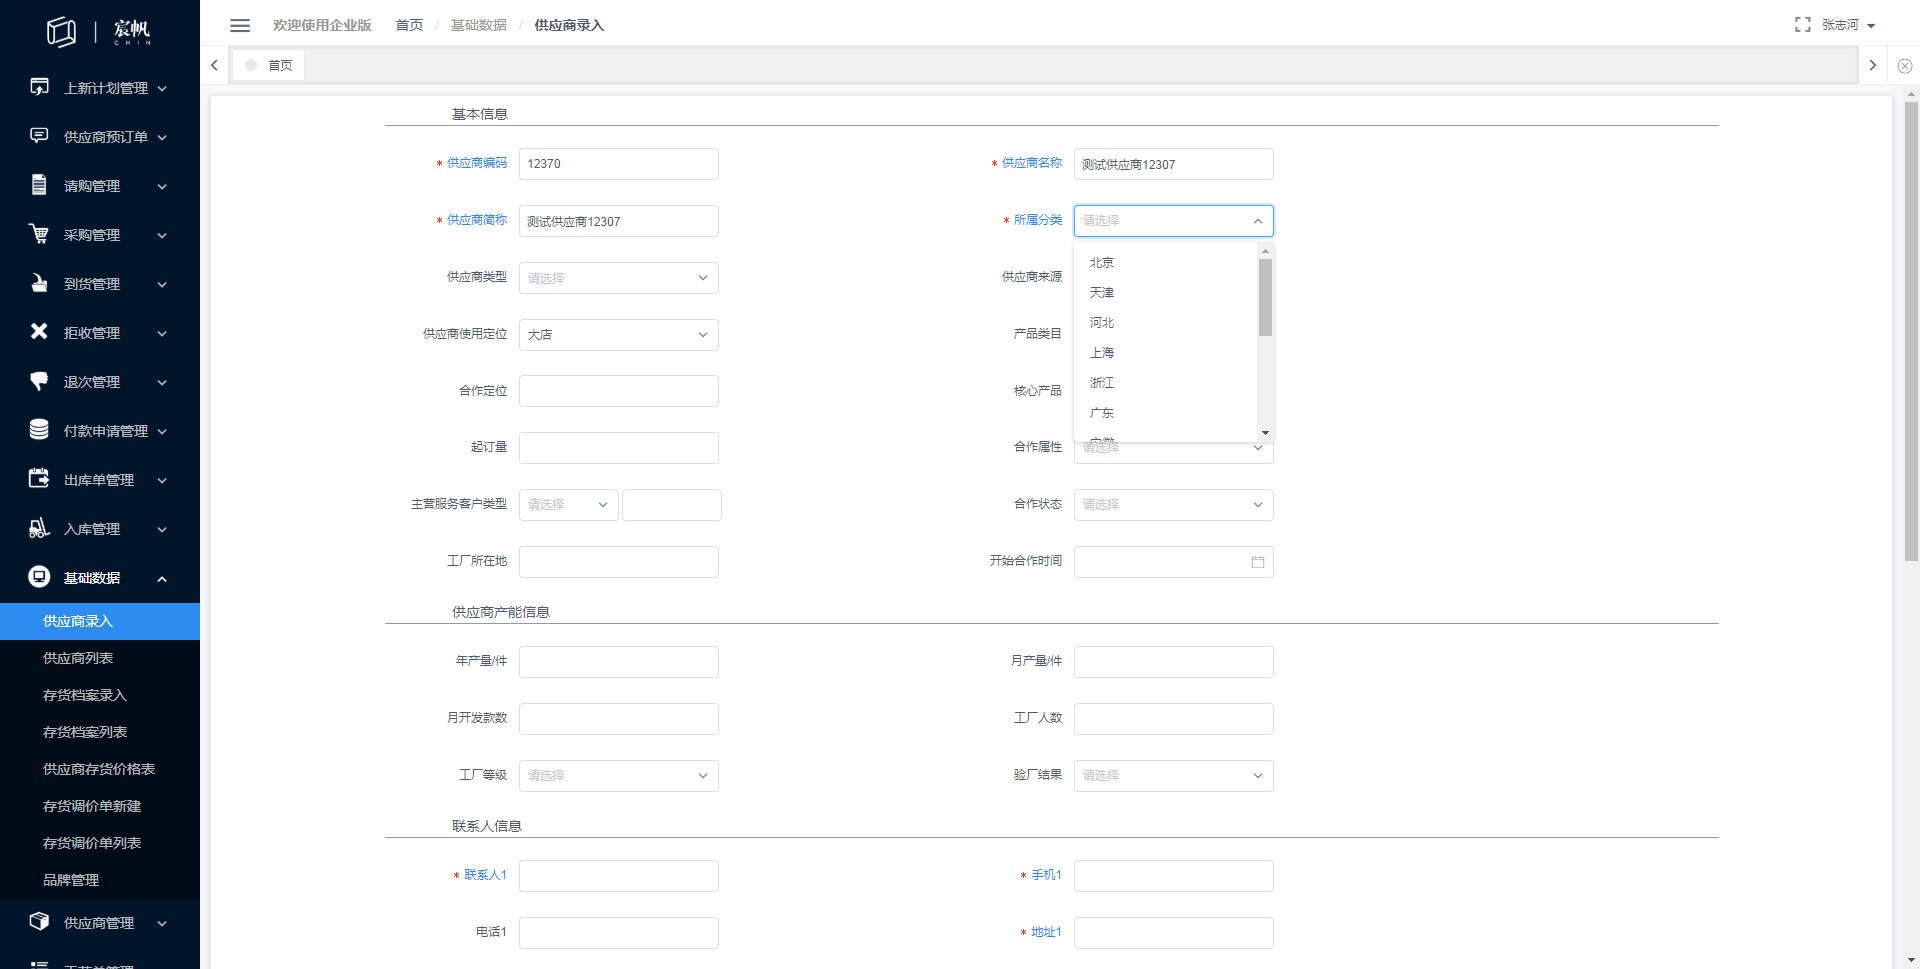 宸帆
CHIN
欢迎使用企业版 首页 / 基础数据 / 供应商录入
张志河
首页
上新计划管理
供应商预订单
请购管理
采购管理
到货管理
拒收管理
退次管理
付款申请管理
出库单管理
入库管理
基础数据
供应商录入
供应商列表
存货档案录入
存货档案列表
供应商存货价格表
存货调价单新建
存货调价单列表
品牌管理
供应商管理
基本信息
* 供应商编码 12370
* 供应商名称 测试供应商12307
* 供应商简称 测试供应商12307
* 所属分类 请选择
北京
天津
河北
上海
浙江
广东
安徽
供应商类型 请选择
供应商来源
供应商使用定位 大店
产品类目
合作定位
核心产品
起订量
合作属性 请选择
主营服务客户类型 请选择
合作状态 请选择
工厂所在地
开始合作时间
供应商产能信息
年产量/件
月产量/件
月开发款数
工厂人数
工厂等级 请选择
验厂结果 请选择
联系人信息
* 联系人1
* 手机1
电话1
* 地址1